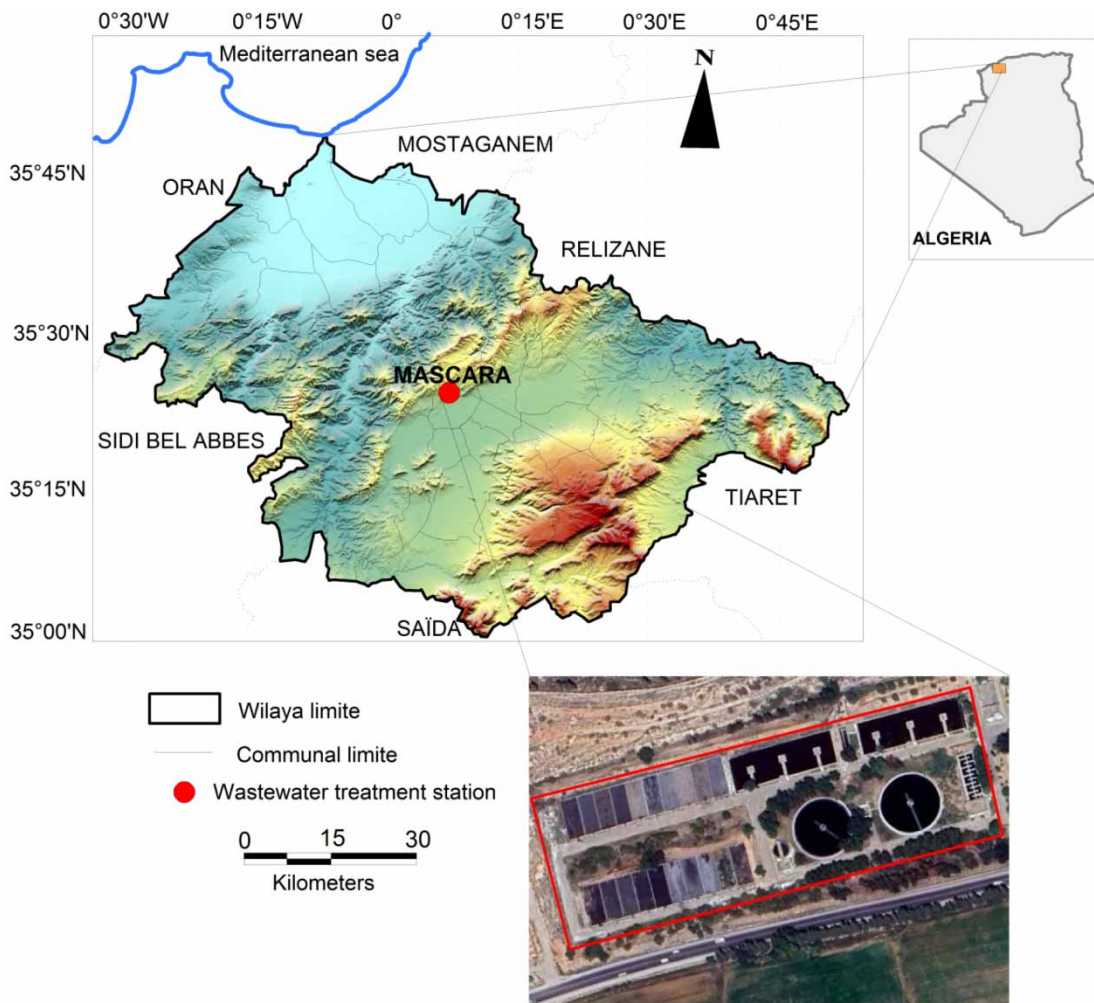 0°30'W 0°15'W 0° 0°15'E 0°30'E 0°45'E
Mediterranean sea
N
MOSTAGANEM
35°45'N
ORAN
ALGERIA
RELIZANE
35°30'N
MASCARA
SIDI BEL ABBES
35°15'N
TIARET
35°00'N
SAÏDA
Wilaya limite
Communal limite
Wastewater treatment station
0 15 30
Kilometers